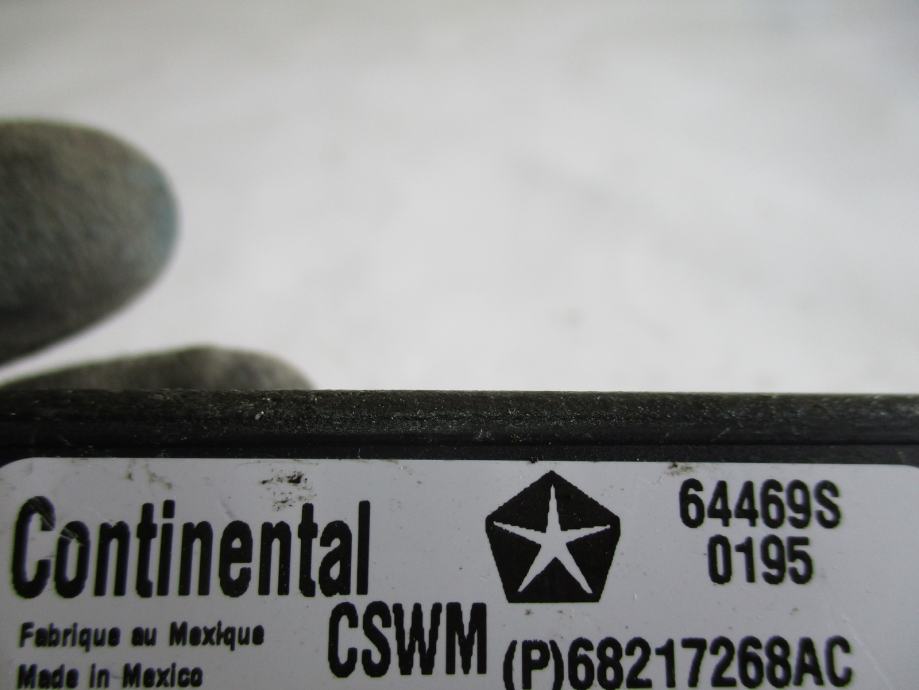 Continental
64469S
0195
Fabrique au Mexique
CSWM
(P)68217268AC
Made in Mexico